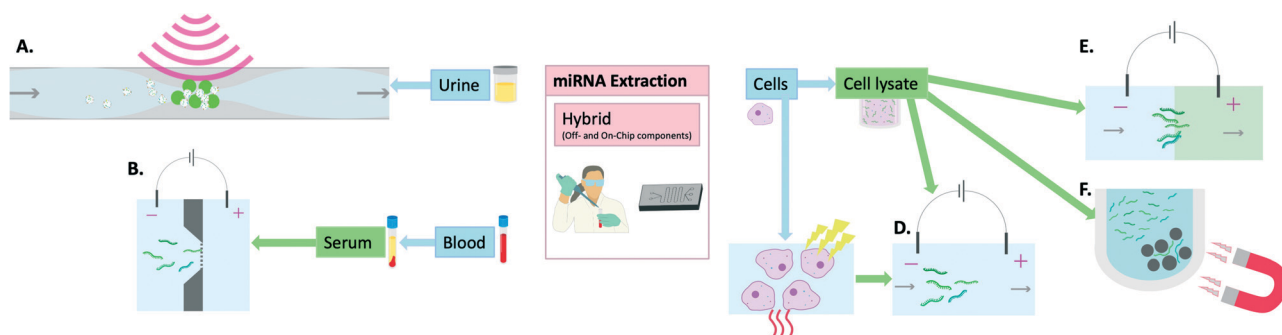 A.
Urine
B.
−
+
Serum
Blood
miRNA Extraction
Hybrid
(Off- and On-Chip components)
Cells
Cell lysate
D.
−
+
E.
−
+
F.